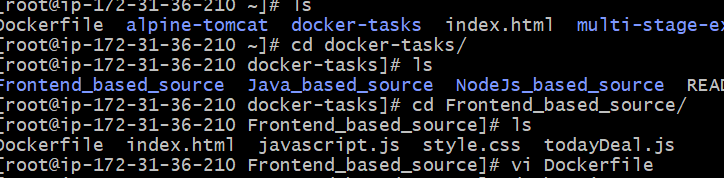 [root@ip-172-31-36-210 ~]# ls
Dockerfile alpine-tomcat docker-tasks index.html multi-stage-ex
[root@ip-172-31-36-210 ~]# cd docker-tasks/
[root@ip-172-31-36-210 docker-tasks]# ls
Frontend_based_source Java_based_source NodeJs_based_source READ
[root@ip-172-31-36-210 docker-tasks]# cd Frontend_based_source/
[root@ip-172-31-36-210 Frontend_based_source]# ls
Dockerfile index.html javascript.js style.css todayDeal.js
[root@ip-172-31-36-210 Frontend_based_source]# vi Dockerfile